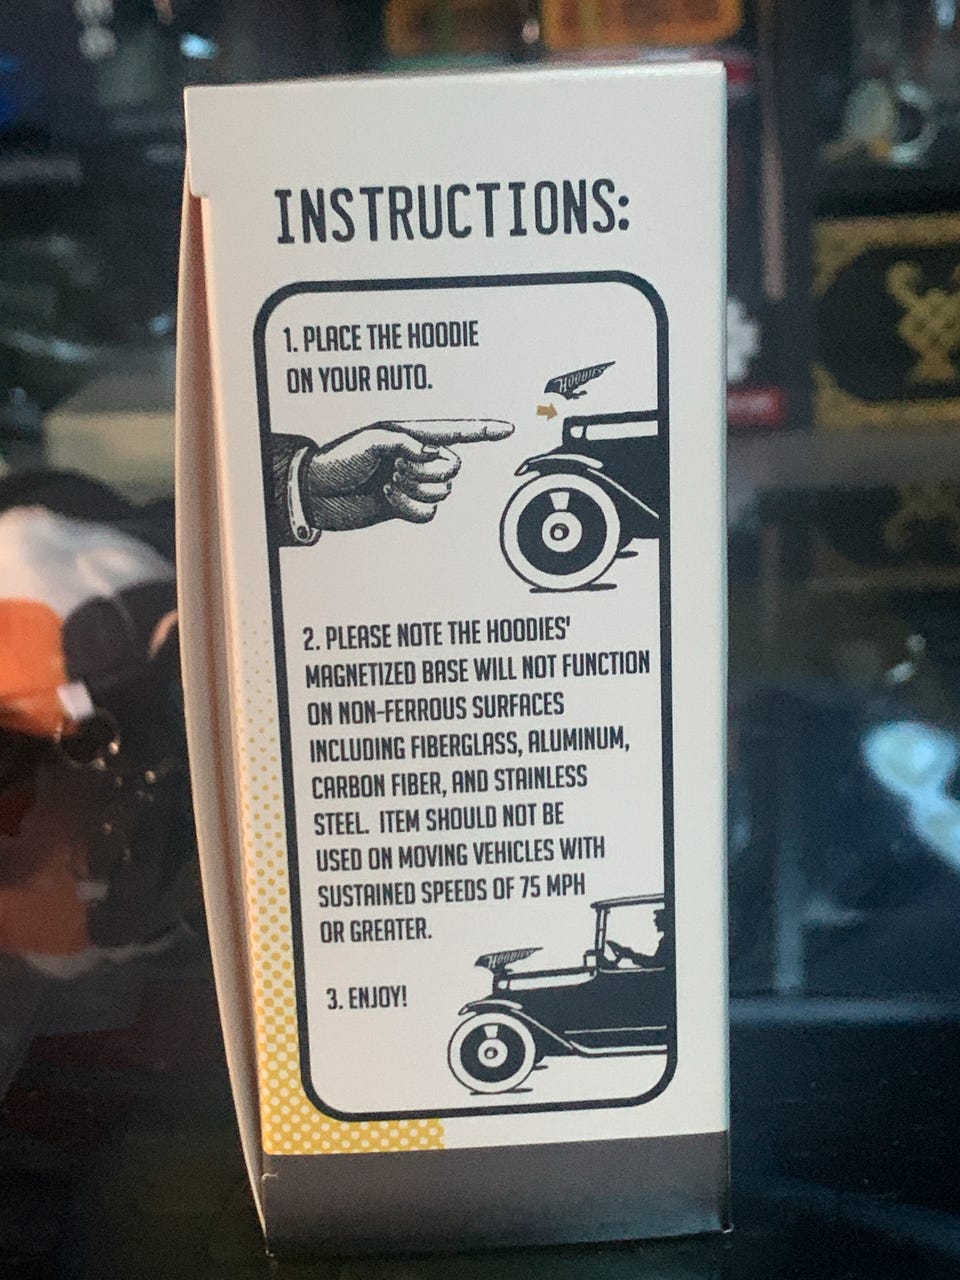 INSTRUCTIONS:
1. PLACE THE HOODIE
ON YOUR AUTO.
HOODIES
2. PLEASE NOTE THE HOODIES'
MAGNETIZED BASE WILL NOT FUNCTION
ON NON-FERROUS SURFACES
INCLUDING FIBERGLASS, ALUMINUM,
CARBON FIBER, AND STAINLESS
STEEL. ITEM SHOULD NOT BE
USED ON MOVING VEHICLES WITH
SUSTAINED SPEEDS OF 75 MPH
OR GREATER.
HOODIES
3. ENJOY!